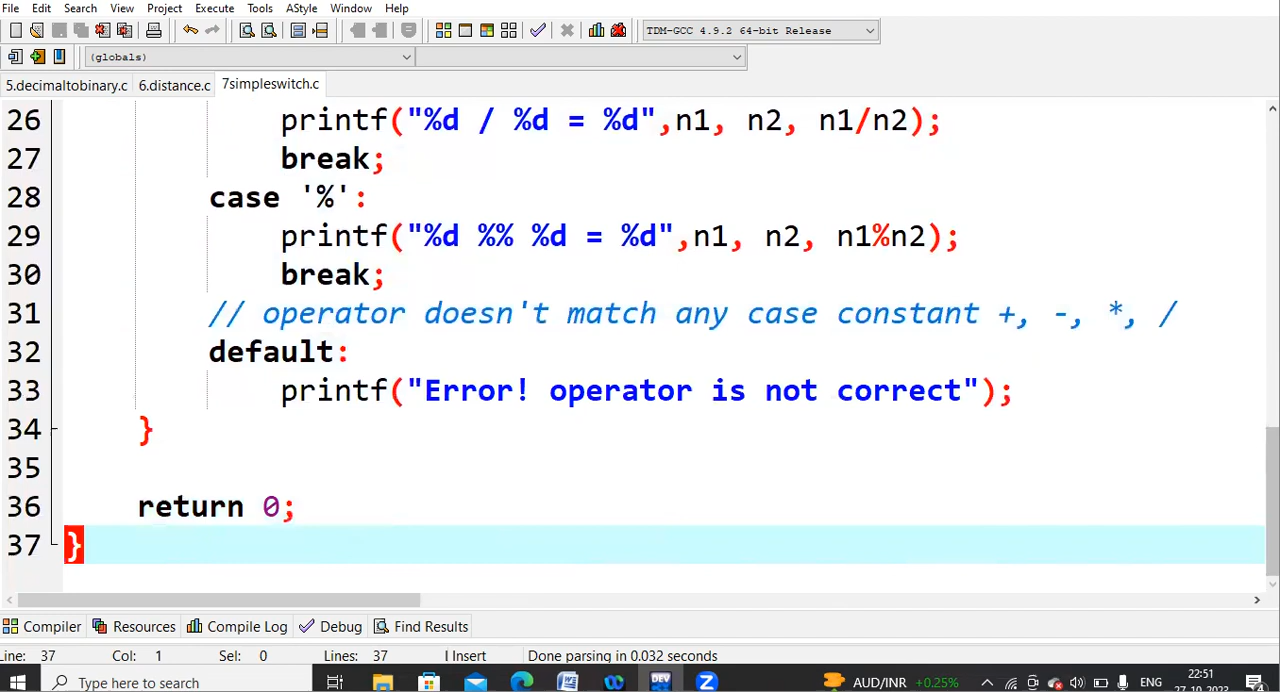 File Edit Search View Project Execute Tools AStyle Window Help
TDM-GCC 4.9.2 64-bit Release
(globals)
5.decimaltobinary.c 6.distance.c 7simpleswitch.c
26 printf("%d / %d = %d",n1, n2, n1/n2);
27 break;
28 case '%':
29 printf("%d %% %d = %d",n1, n2, n1%n2);
30 break;
31 // operator doesn't match any case constant +, -, *, /
32 default:
33 printf("Error! operator is not correct");
34 }
35
36 return 0;
37 }
Compiler Resources Compile Log Debug Find Results
Line: 37 Col: 1 Sel: 0 Lines: 37 Insert Done parsing in 0.032 seconds
Type here to search DEV AUD/INR +0.25% ENG 22:51
27-10-2023